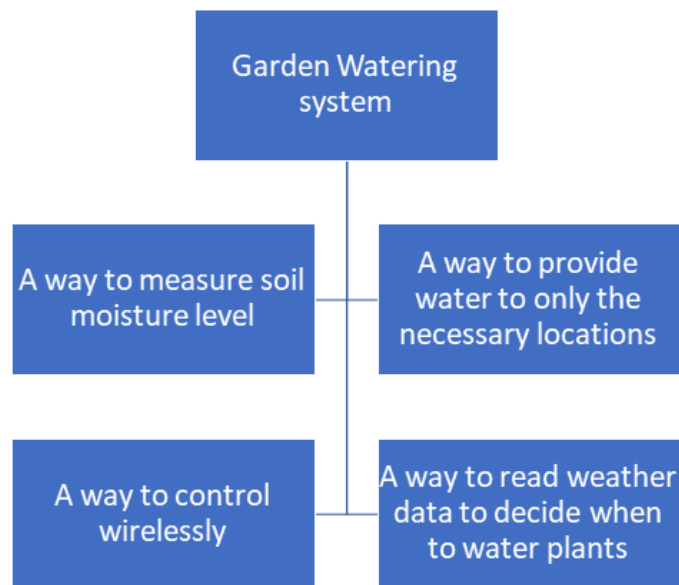 Garden Watering
system
A way to measure soil
moisture level
A way to provide
water to only the
necessary locations
A way to control
wirelessly
A way to read weather
data to decide when
to water plants